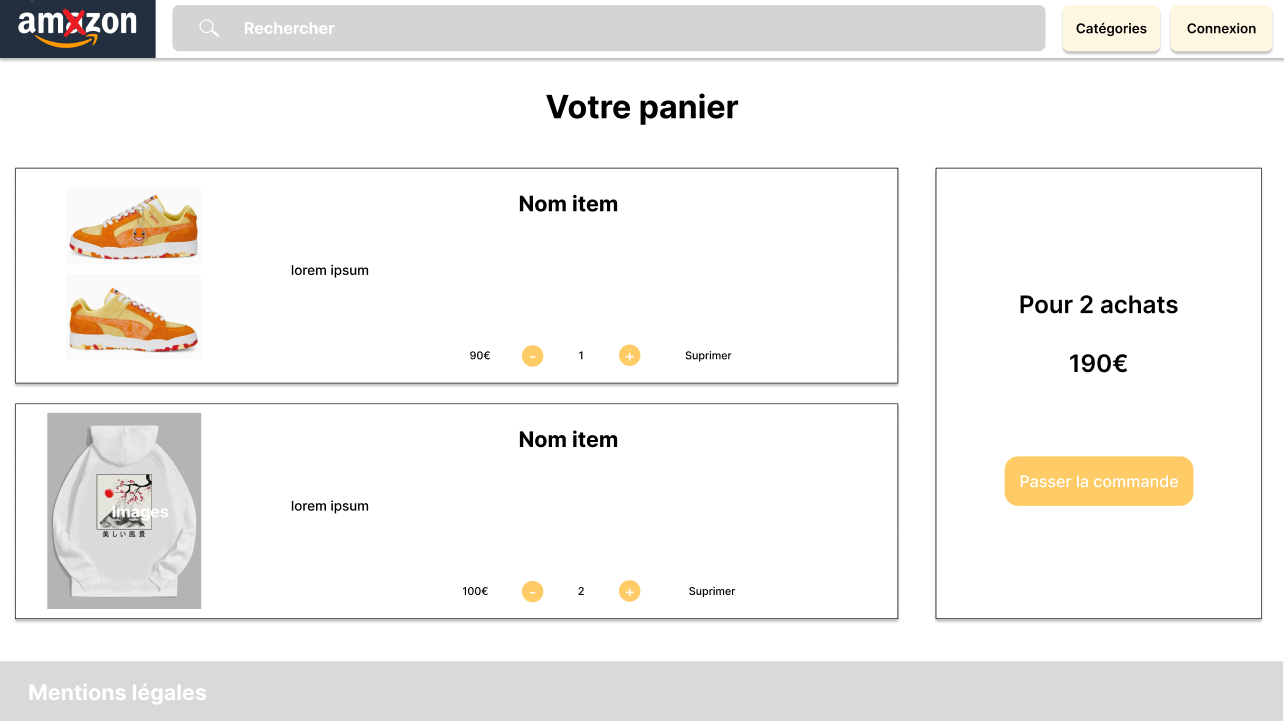 amxzon
Rechercher
Catégories
Connexion
Votre panier
Nom item
lorem ipsum
90€ - 1 + Suprimer
Nom item
Images
美しい風景
lorem ipsum
100€ - 2 + Suprimer
Pour 2 achats
190€
Passer la commande
Mentions légales